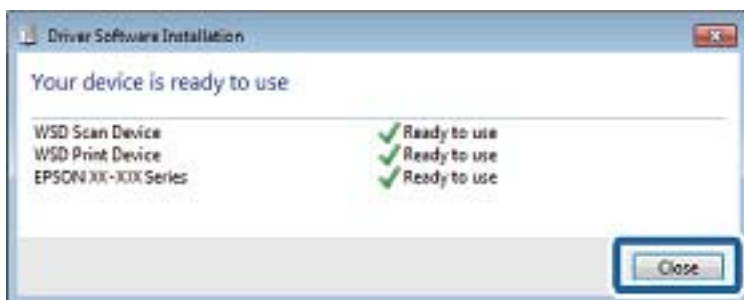 Driver Software Installation
Your device is ready to use
WSD Scan Device Ready to use
WSD Print Device Ready to use
EPSON XX-XXX Series Ready to use
Close